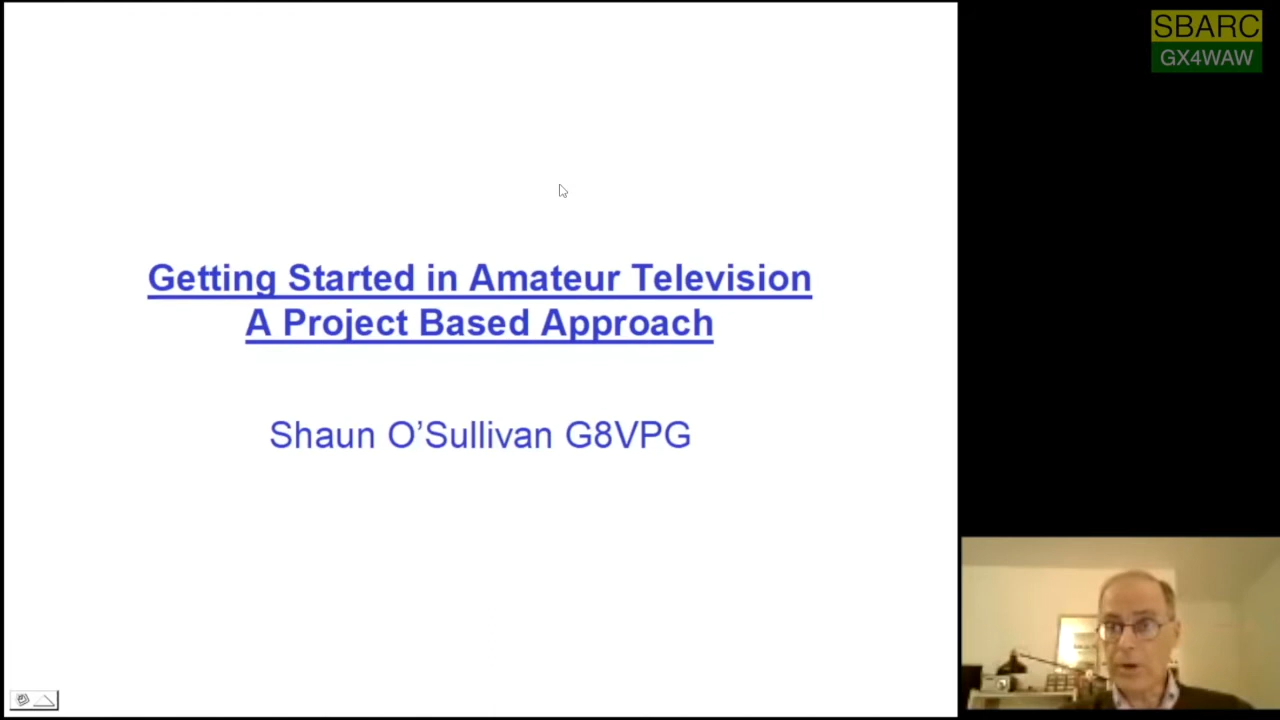 SBARC
GX4WAW
Getting Started in Amateur Television
A Project Based Approach
Shaun O’Sullivan G8VPG